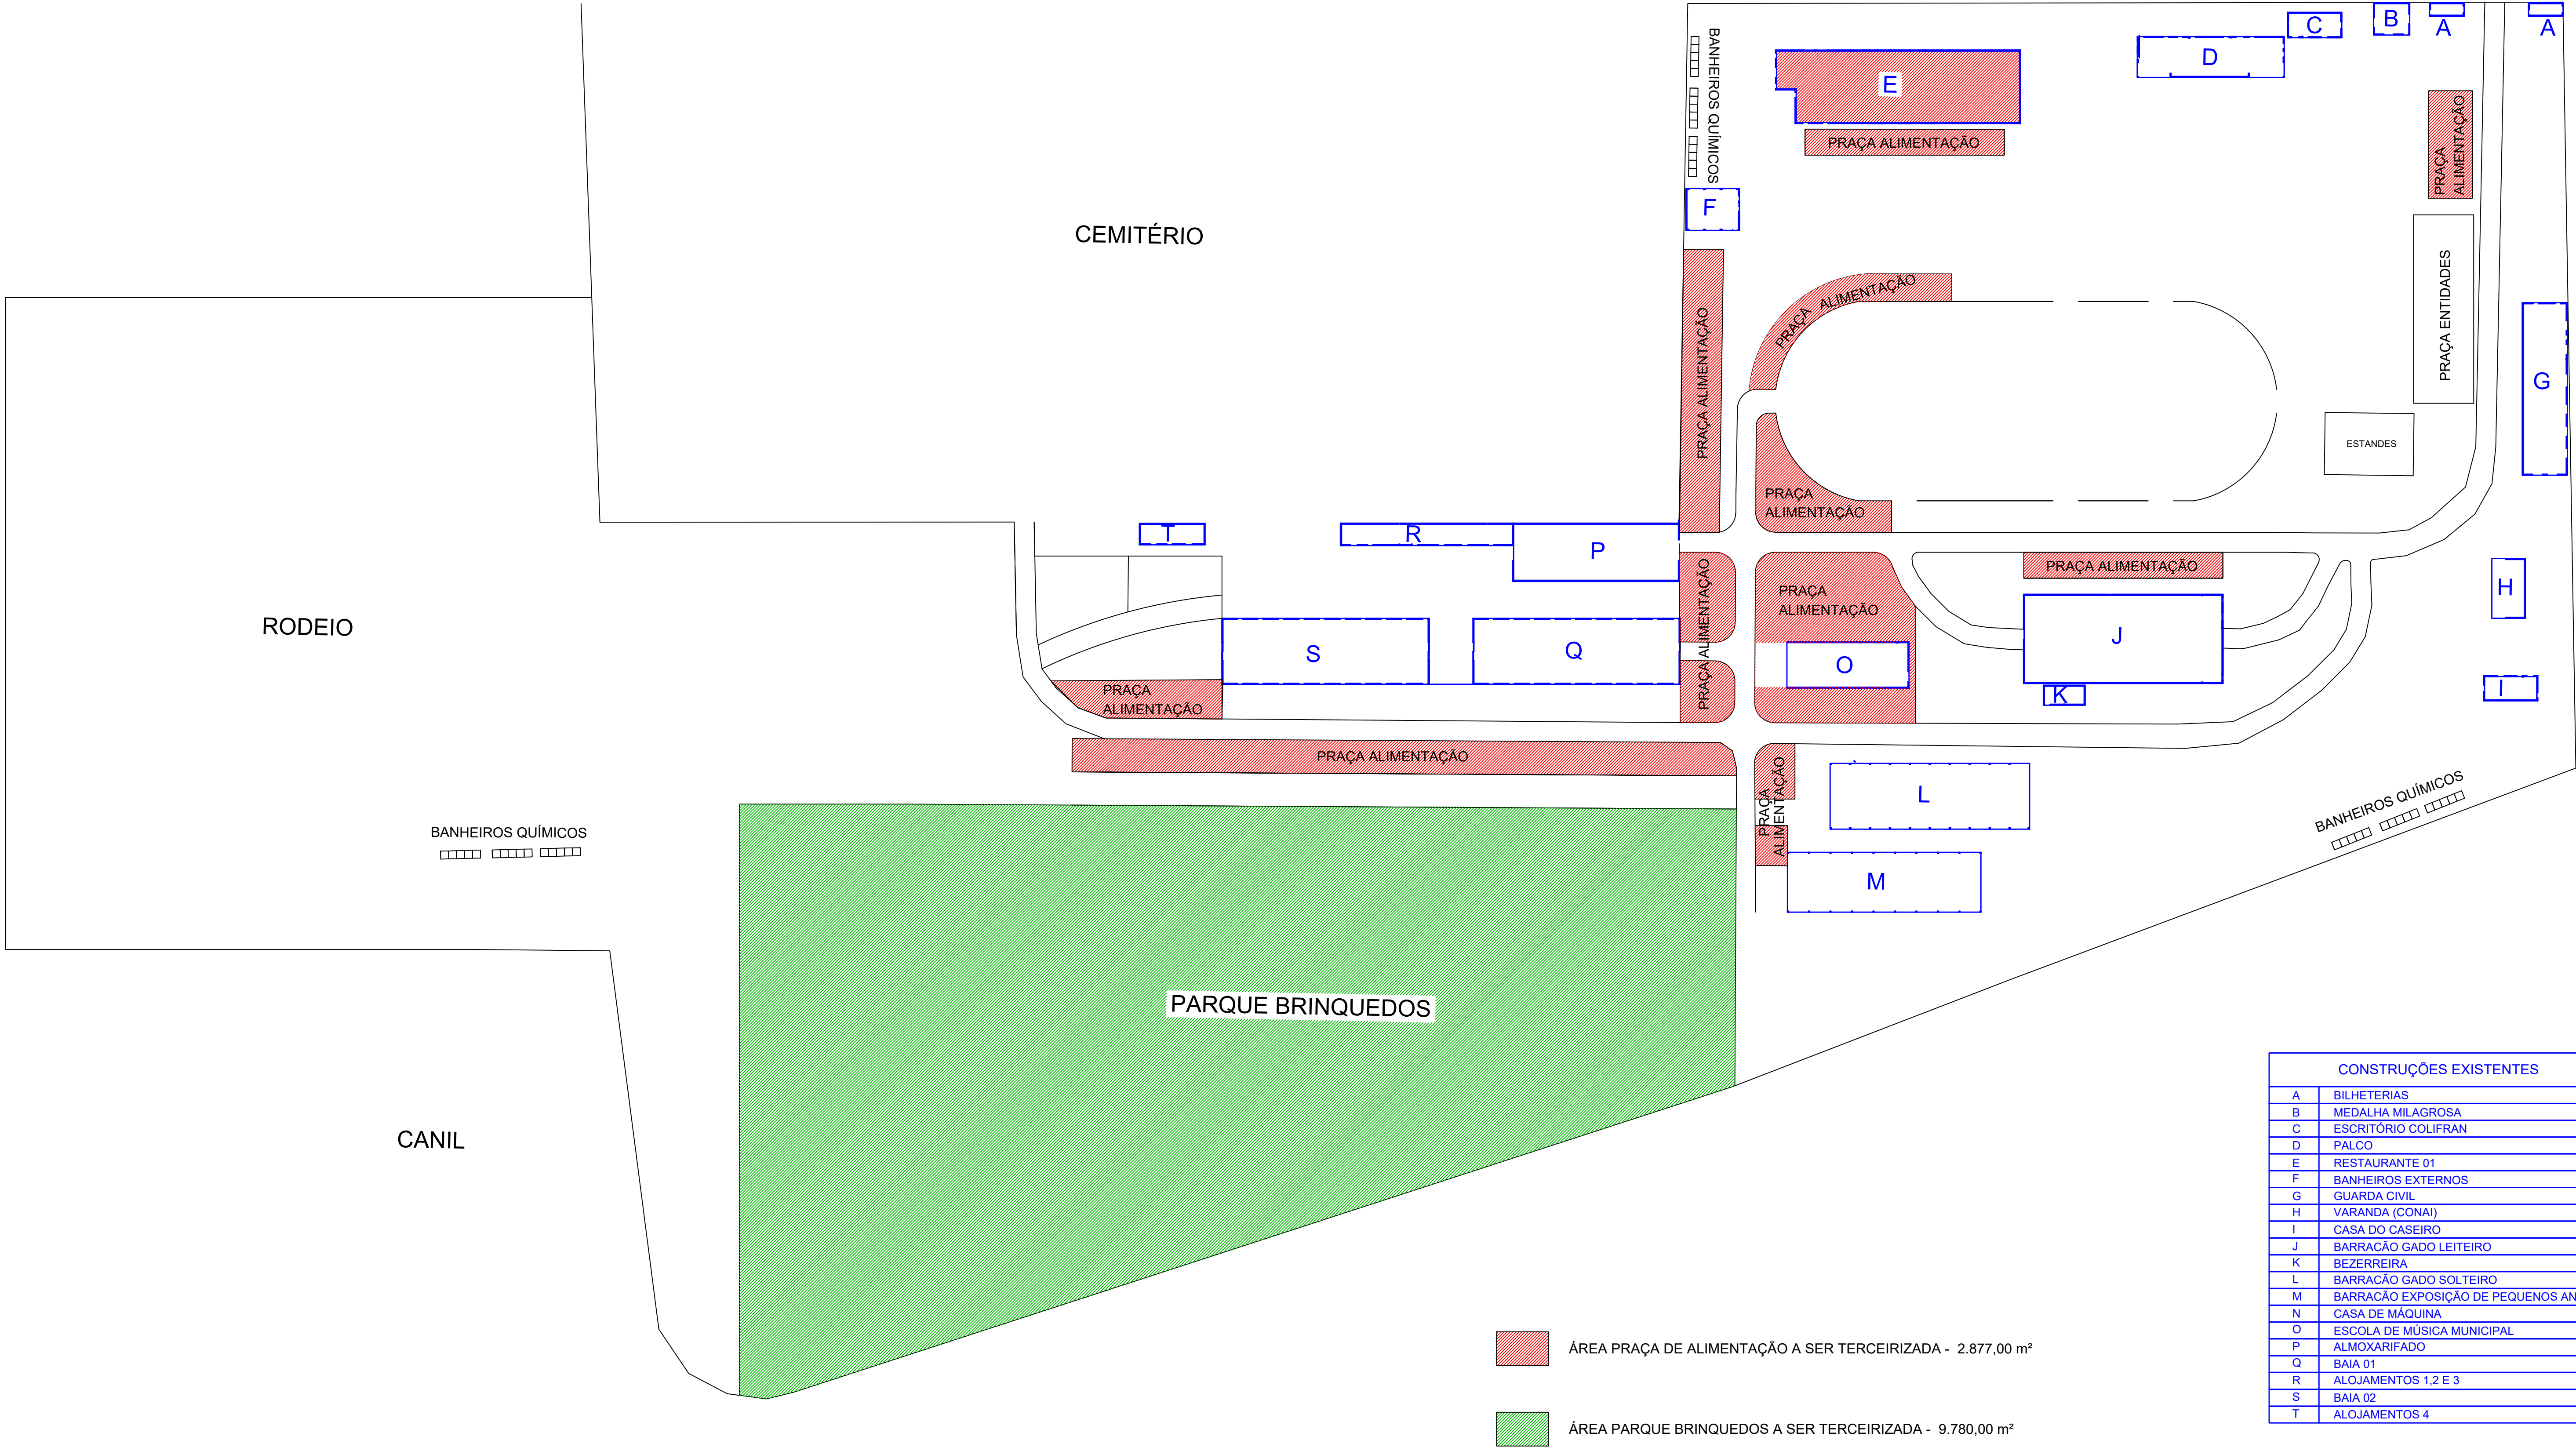 C
B
A
A
D
BANHEIROS QUÍMICOS
E
PRAÇA ALIMENTAÇÃO
PRAÇA
ALIMENTAÇÃO
F
CEMITÉRIO
PRAÇA ALIMENTAÇÃO
PRAÇA ALIMENTAÇÃO
PRAÇA ENTIDADES
G
ESTANDES
PRAÇA
ALIMENTAÇÃO
T
R
P
PRAÇA ALIMENTAÇÃO
PRAÇA
ALIMENTAÇÃO
PRAÇA ALIMENTAÇÃO
H
RODEIO
S
Q
O
J
K
I
PRAÇA
ALIMENTAÇÃO
PRAÇA ALIMENTAÇÃO
PRAÇA
ALIMENTAÇÃO
L
M
BANHEIROS QUÍMICOS
BANHEIROS QUÍMICOS
PARQUE BRINQUEDOS
CANIL
CONSTRUÇÕES EXISTENTES
A BILHETERIAS
B MEDALHA MILAGROSA
C ESCRITÓRIO COLIFRAN
D PALCO
E RESTAURANTE 01
F BANHEIROS EXTERNOS
G GUARDA CIVIL
H VARANDA (CONAI)
I CASA DO CASEIRO
J BARRACÃO GADO LEITEIRO
K BEZERREIRA
L BARRACÃO GADO SOLTEIRO
M BARRACÃO EXPOSIÇÃO DE PEQUENOS AN
N CASA DE MÁQUINA
O ESCOLA DE MÚSICA MUNICIPAL
P ALMOXARIFADO
Q BAIA 01
R ALOJAMENTOS 1,2 E 3
S BAIA 02
T ALOJAMENTOS 4
ÁREA PRAÇA DE ALIMENTAÇÃO A SER TERCEIRIZADA - 2.877,00 m²
ÁREA PARQUE BRINQUEDOS A SER TERCEIRIZADA - 9.780,00 m²